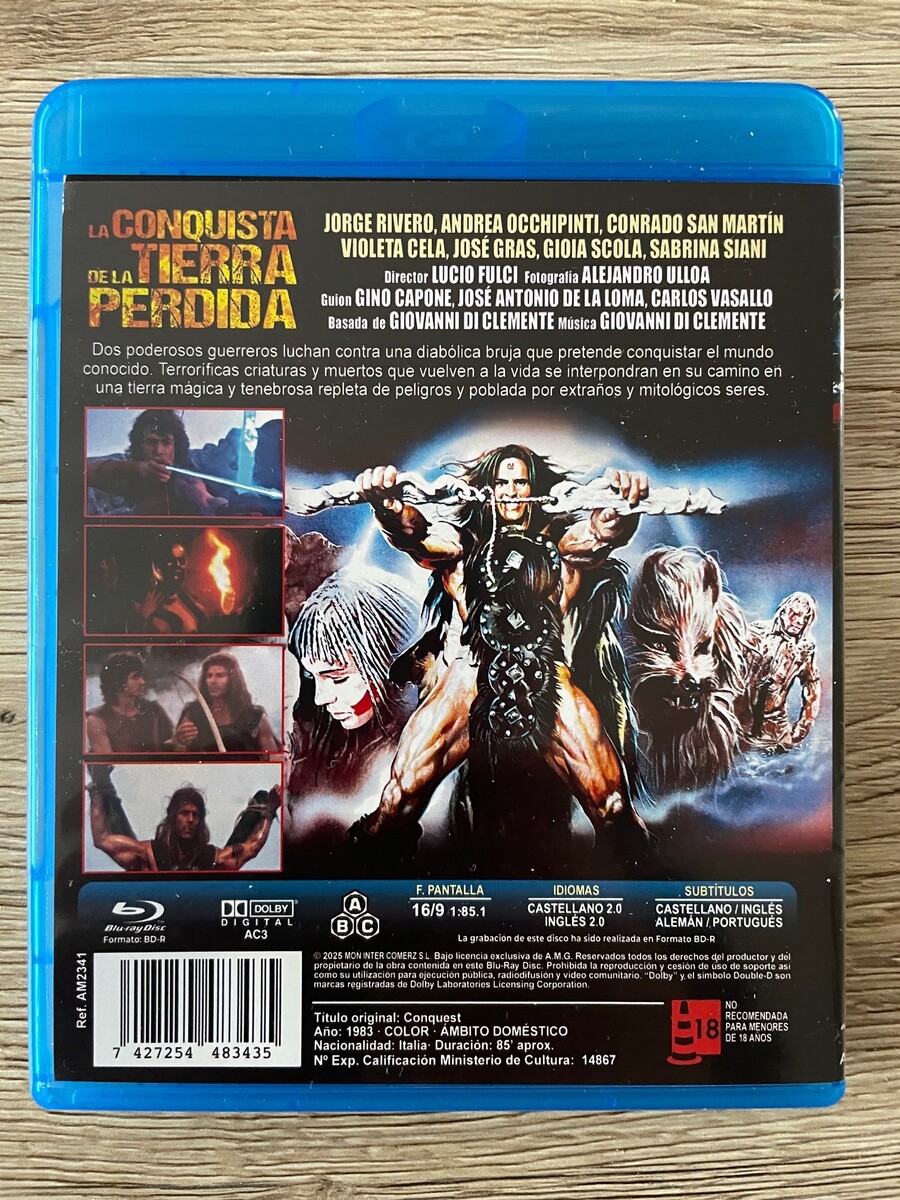 LA CONQUISTA
DE LA TIERRA
PERDIDA
JORGE RIVERO, ANDREA OCCHIPINTI, CONRADO SAN MARTÍN
VIOLETA CELA, JOSÉ GRAS, GIOIA SCOLA, SABRINA SIANI
Director LUCIO FULCI Fotografía ALEJANDRO ULLOA
Guion GINO CAPONE, JOSÉ ANTONIO DE LA LOMA, CARLOS VASALLO
Basada de GIOVANNI DI CLEMENTE Música GIOVANNI DI CLEMENTE
Dos poderosos guerreros luchan contra una diabólica bruja que pretende conquistar el mundo
conocido. Terroríficas criaturas y muertos que vuelven a la vida se interpondran en su camino en
una tierra mágica y tenebrosa repleta de peligros y poblada por extraños y mitológicos seres.
Blu-ray Disc
Formato: BD-R
DOLBY
DIGITAL
AC3
A
B C
F. PANTALLA
16/9 1:85.1
IDIOMAS
CASTELLANO 2.0
INGLÉS 2.0
SUBTÍTULOS
CASTELLANO / INGLÉS
ALEMÁN / PORTUGUÉS
La grabación de este disco ha sido realizada en Formato BD-R
© 2025 MON INTER COMERZ S.L. Bajo licencia exclusiva de A.M.G. Reservados todos los derechos del productor y del
propietario de la obra contenida en este Blu-Ray Disc. Prohibida la reproducción y cesión de uso de soporte asi
como su utilización para ejecución pública, radiodifusión y video comunitario. "Dolby" y el simbolo Double-D son
marcas registradas de Dolby Laboratories Licensing Corporation.
Ref. AM2341
7 427254 483435
Titulo original: Conquest
Año: 1983 · COLOR · ÁMBITO DOMÉSTICO
Nacionalidad: Italia· Duración: 85' aprox.
Nº Exp. Calificación Ministerio de Cultura: 14867
18
NO
RECOMENDADA
PARA MENORES
DE 18 AÑOS